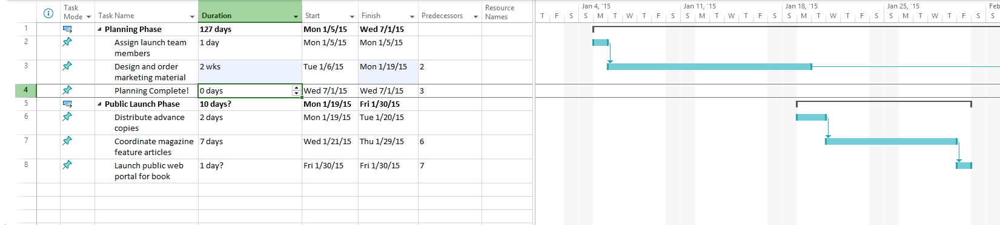 Task Mode
Task Name
Duration
Start
Finish
Predecessors
Resource Names
Jan 4, '15
Jan 11, '15
Jan 18, '15
Jan 25, '15
Feb
T F S S M T W T F S S M T W T F S S M T W T F S S M T W T F S S
1 Planning Phase 127 days Mon 1/5/15 Wed 7/1/15
2 Assign launch team members 1 day Mon 1/5/15 Mon 1/5/15
3 Design and order marketing material 2 wks Tue 1/6/15 Mon 1/19/15 2
4 Planning Complete! 0 days Wed 7/1/15 Wed 7/1/15 3
5 Public Launch Phase 10 days? Mon 1/19/15 Fri 1/30/15
6 Distribute advance copies 2 days Mon 1/19/15 Tue 1/20/15
7 Coordinate magazine feature articles 7 days Wed 1/21/15 Thu 1/29/15 6
8 Launch public web portal for book 1 day? Fri 1/30/15 Fri 1/30/15 7